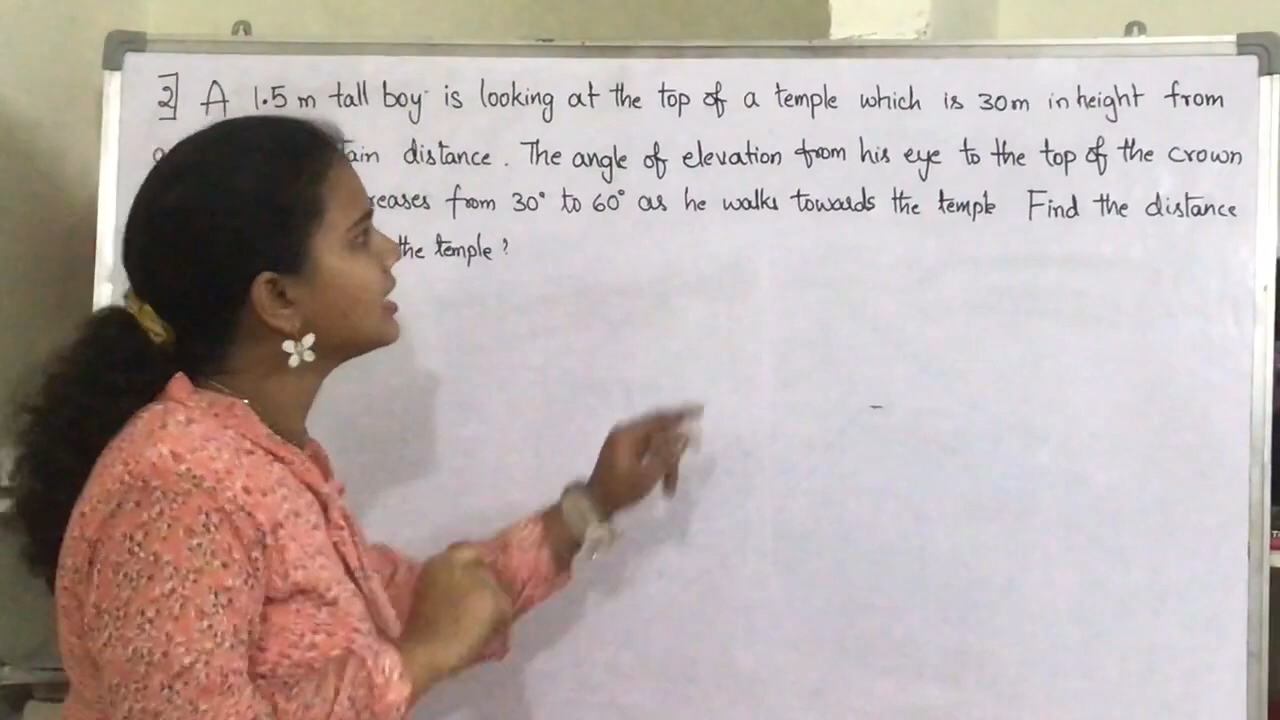 2] A 1.5 m tall boy is looking at the top of a temple which is 30m in height from
distance. The angle of elevation from his eye to the top of the crown
from 30° to 60° as he walks towards the temple Find the distance
the temple?